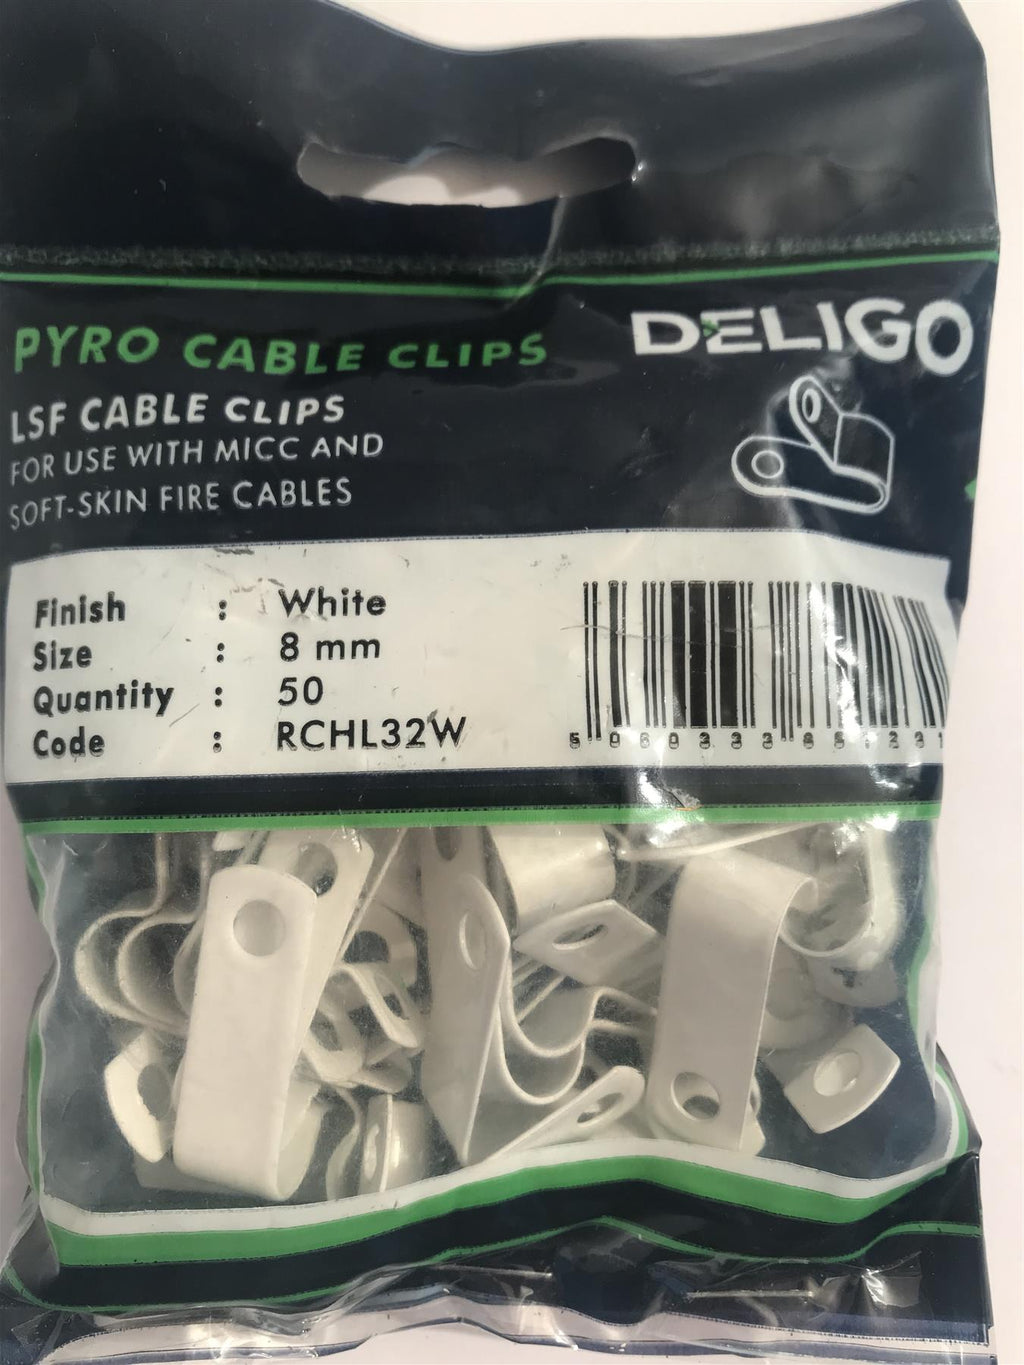 PYRO CABLE CLIPS
DELIGO
LSF CABLE CLIPS
FOR USE WITH MICC AND
SOFT-SKIN FIRE CABLES
Finish : White
Size : 8 mm
Quantity : 50
Code : RCHL32W